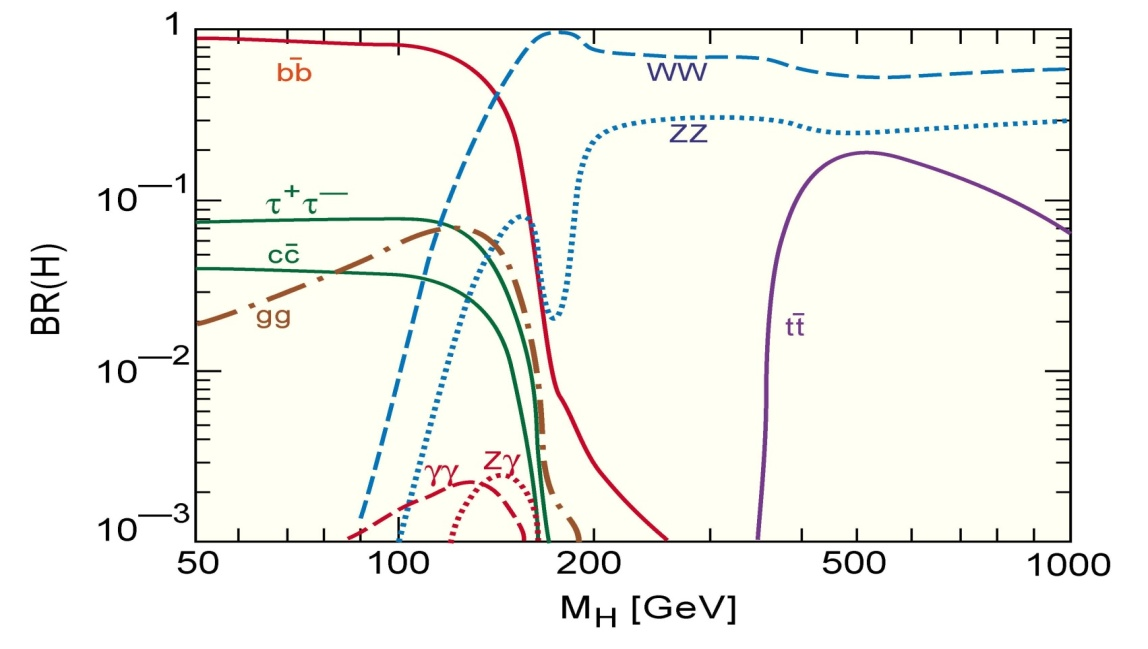 1
bb̄
WW
ZZ
10—1
τ+τ—
cc̄
BR(H)
gg
tt̄
10—2
γγ Zγ
10—3
50 100 200 500 1000
MH [GeV]